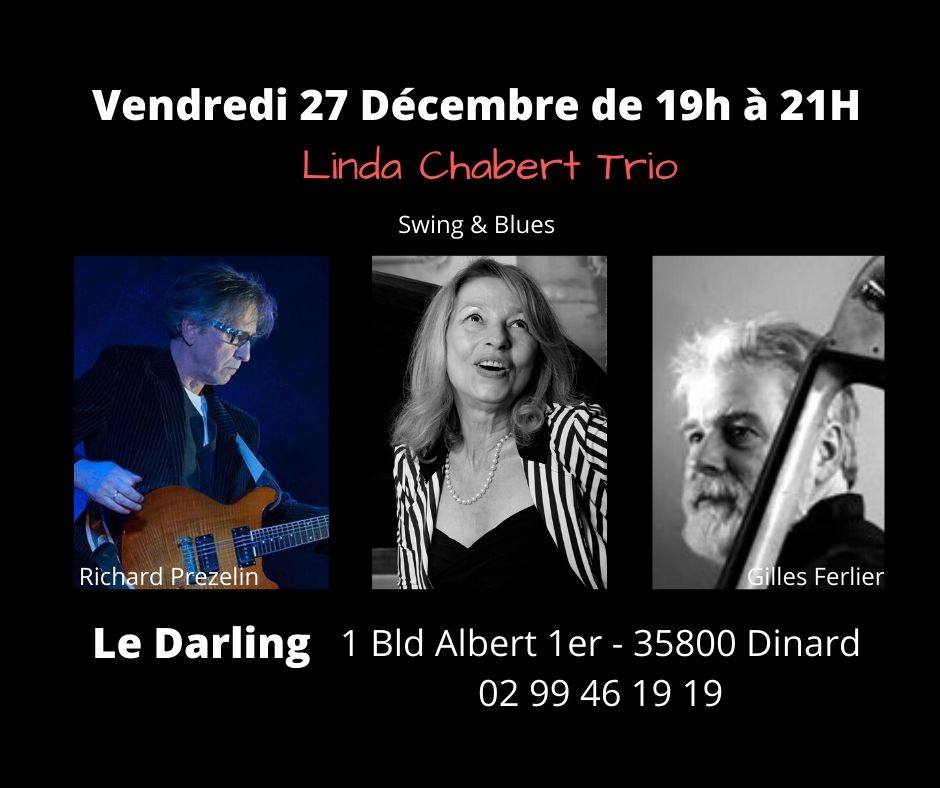 Vendredi 27 Décembre de 19h à 21H
Linda Chabert Trio
Swing & Blues
Richard Prezelin
Gilles Ferlier
Le Darling 1 Bld Albert 1er - 35800 Dinard
02 99 46 19 19